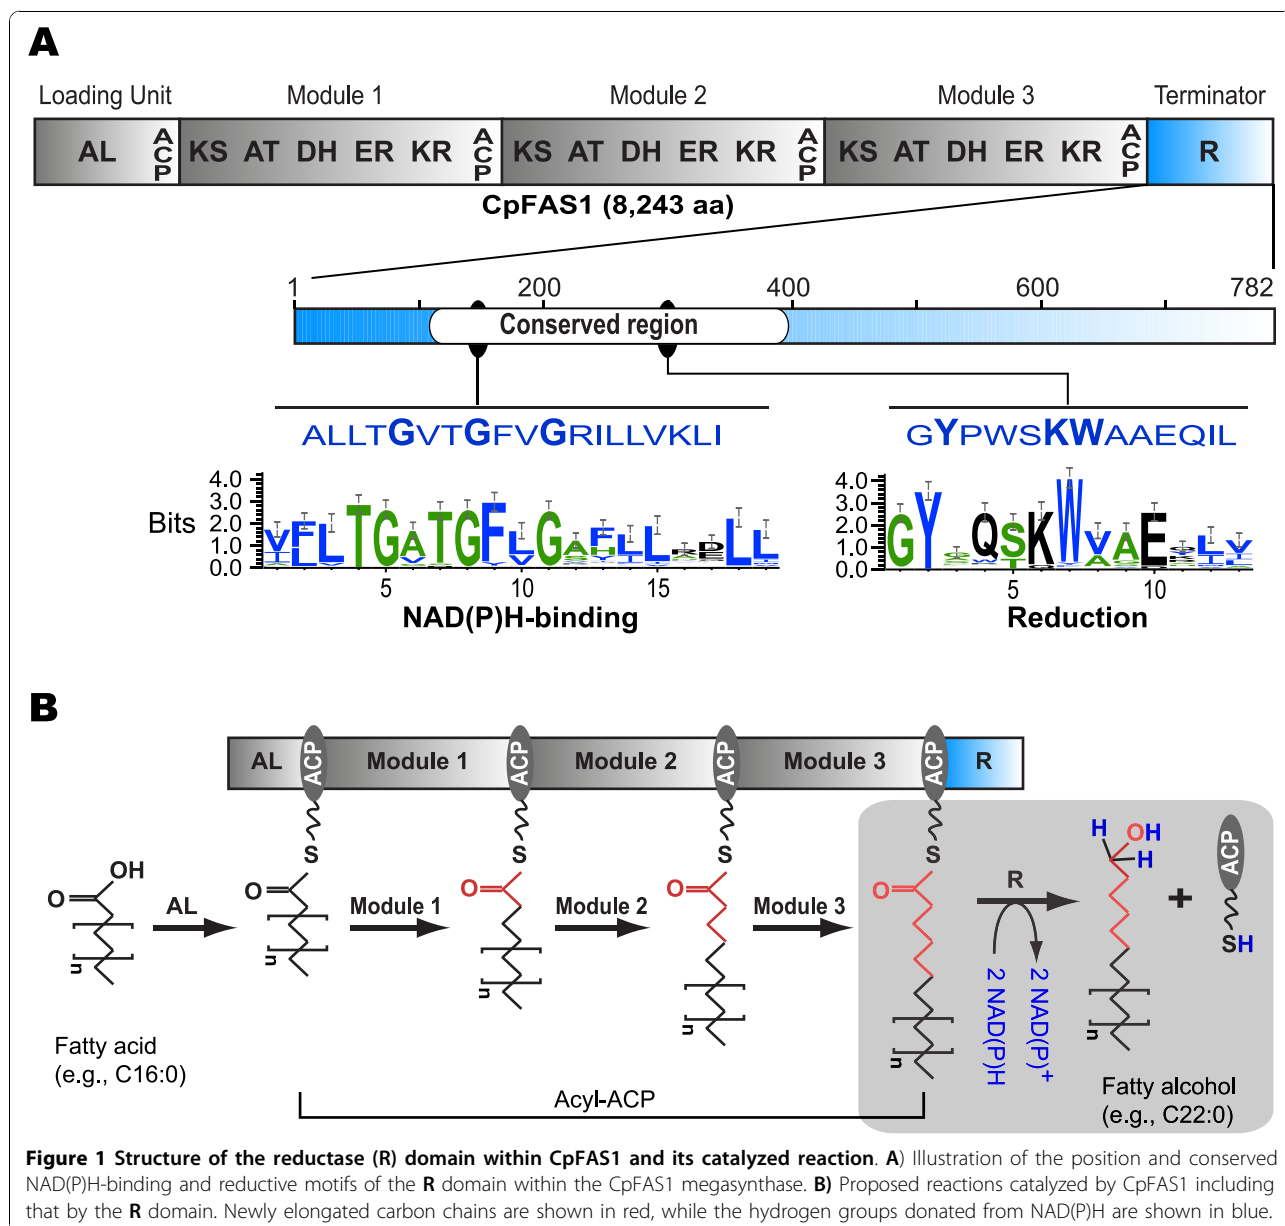 A
Loading Unit Module 1 Module 2 Module 3 Terminator
AL ACP KS AT DH ER KR ACP KS AT DH ER KR ACP KS AT DH ER KR ACP R
CpFAS1 (8,243 aa)
1 200 400 600 782
Conserved region
ALLTGVTGFVGRILLVKLI GYPWSKWAAEQIL
Bits
4.0 4.0
3.0 3.0
2.0 2.0
1.0 1.0
0.0 0.0
5 10 15 5 10
NAD(P)H-binding Reduction
B
AL ACP Module 1 ACP Module 2 ACP Module 3 ACP R
S S S S
O OH O O O O
AL Module 1 Module 2 Module 3 R
H OH H
+ ACP
SH
n n n n n n
2 NAD(P)H 2 NAD(P)+
Fatty acid
(e.g., C16:0)
Acyl-ACP
Fatty alcohol
(e.g., C22:0)
Figure 1 Structure of the reductase (R) domain within CpFAS1 and its catalyzed reaction. A) Illustration of the position and conserved
NAD(P)H-binding and reductive motifs of the R domain within the CpFAS1 megasynthase. B) Proposed reactions catalyzed by CpFAS1 including
that by the R domain. Newly elongated carbon chains are shown in red, while the hydrogen groups donated from NAD(P)H are shown in blue.